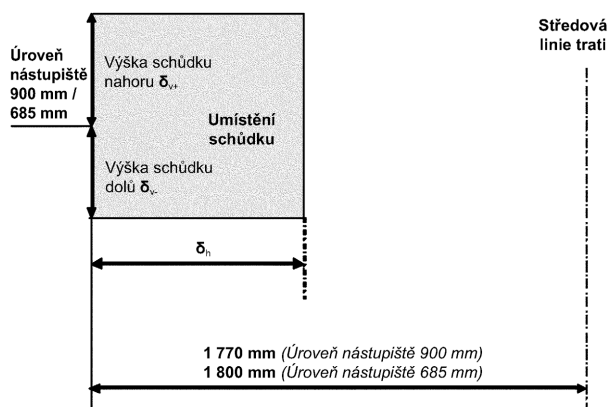 Středová
linie trati
Úroveň
nástupiště
900 mm /
685 mm
Výška schůdku
nahoru δv+
Umístění
schůdku
Výška schůdku
dolů δv-
δh
1 770 mm (Úroveň nástupiště 900 mm)
1 800 mm (Úroveň nástupiště 685 mm)